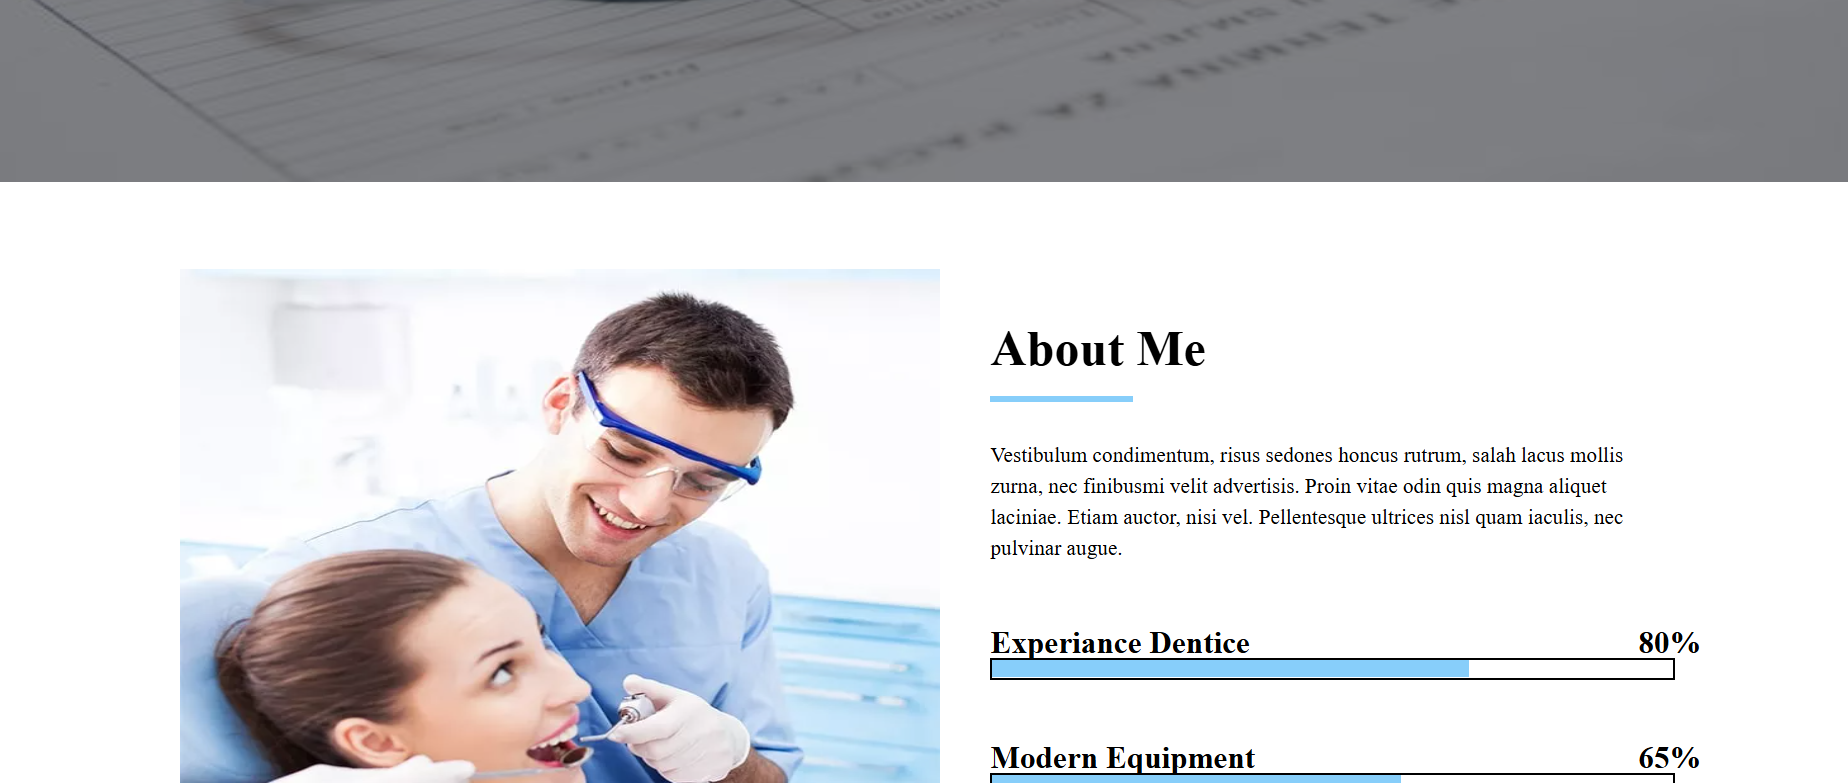 TERMINA ZA
About Me
Vestibulum condimentum, risus sedones honcus rutrum, salah lacus mollis
zurna, nec finibusmi velit advertisis. Proin vitae odin quis magna aliquet
laciniae. Etiam auctor, nisi vel. Pellentesque ultrices nisl quam iaculis, nec
pulvinar augue.
Experiance Dentice 80%
Modern Equipment 65%